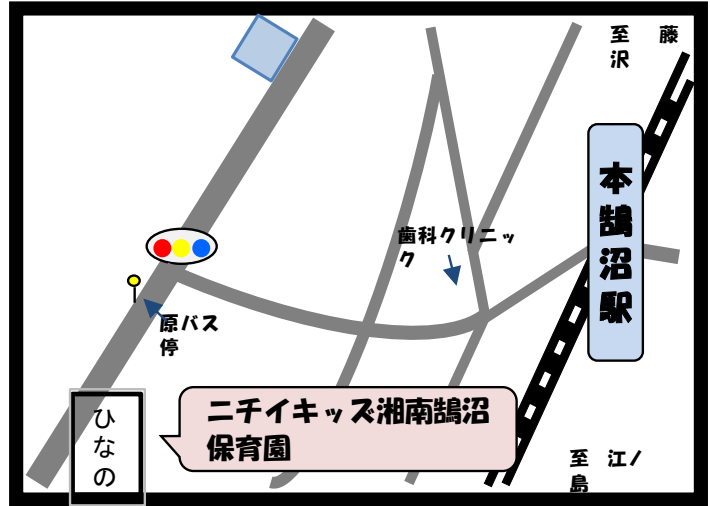 至　藤
沢
本鵠沼駅
歯科クリニッ
ク
原バス
停
ニチイキッズ湘南鵠沼
保育園
ひなの
至　江ノ
島